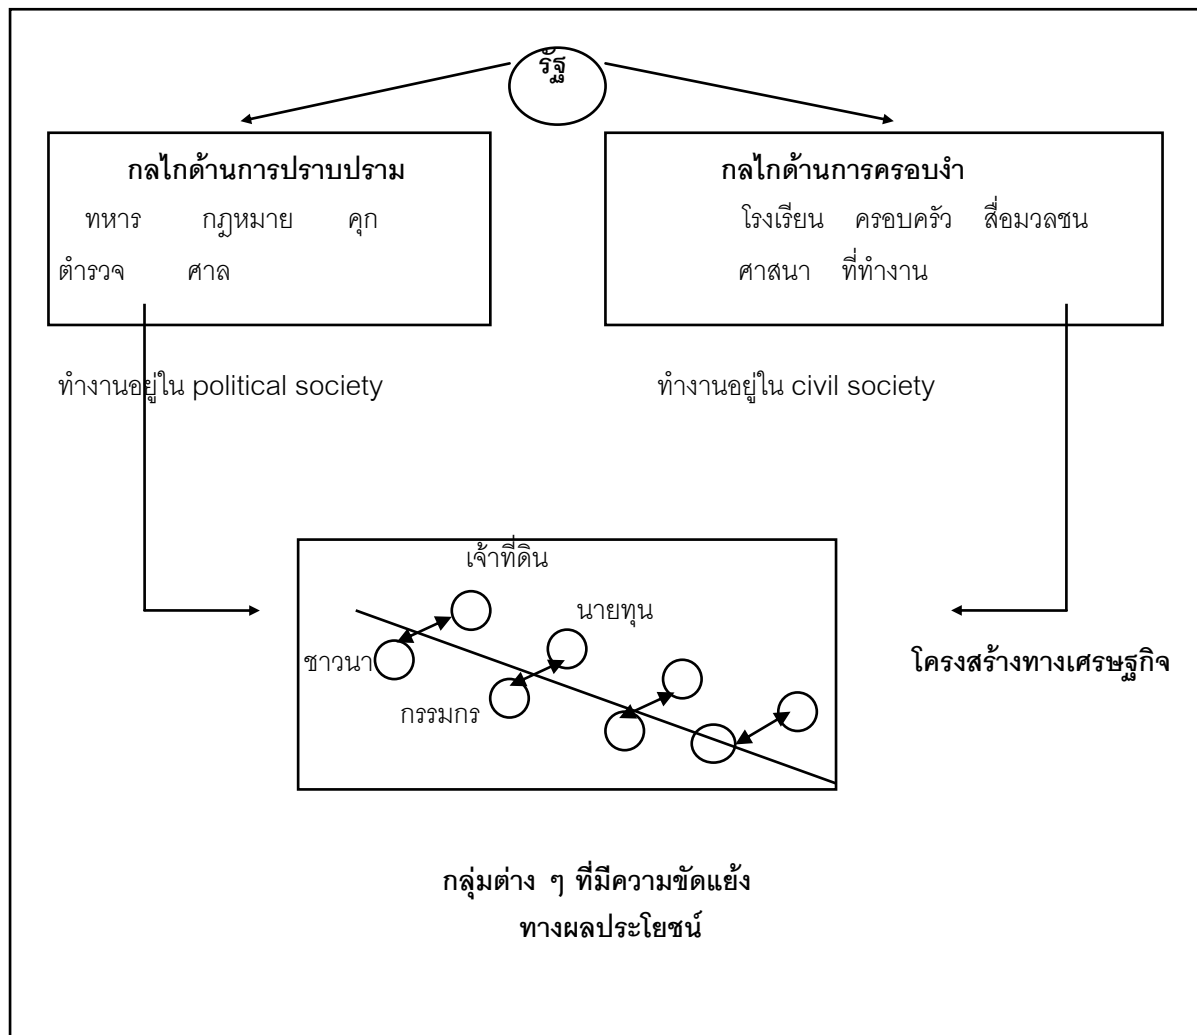 รัฐ
กลไกด้านการปราบปราม
ทหาร กฎหมาย คุก
ตำรวจ ศาล
กลไกด้านการครอบงำ
โรงเรียน ครอบครัว สื่อมวลชน
ศาสนา ที่ทำงาน
ทำงานอยู่ใน political society
ทำงานอยู่ใน civil society
เจ้าที่ดิน
นายทุน
ชาวนา
กรรมกร
โครงสร้างทางเศรษฐกิจ
กลุ่มต่าง ๆ ที่มีความขัดแย้ง
ทางผลประโยชน์